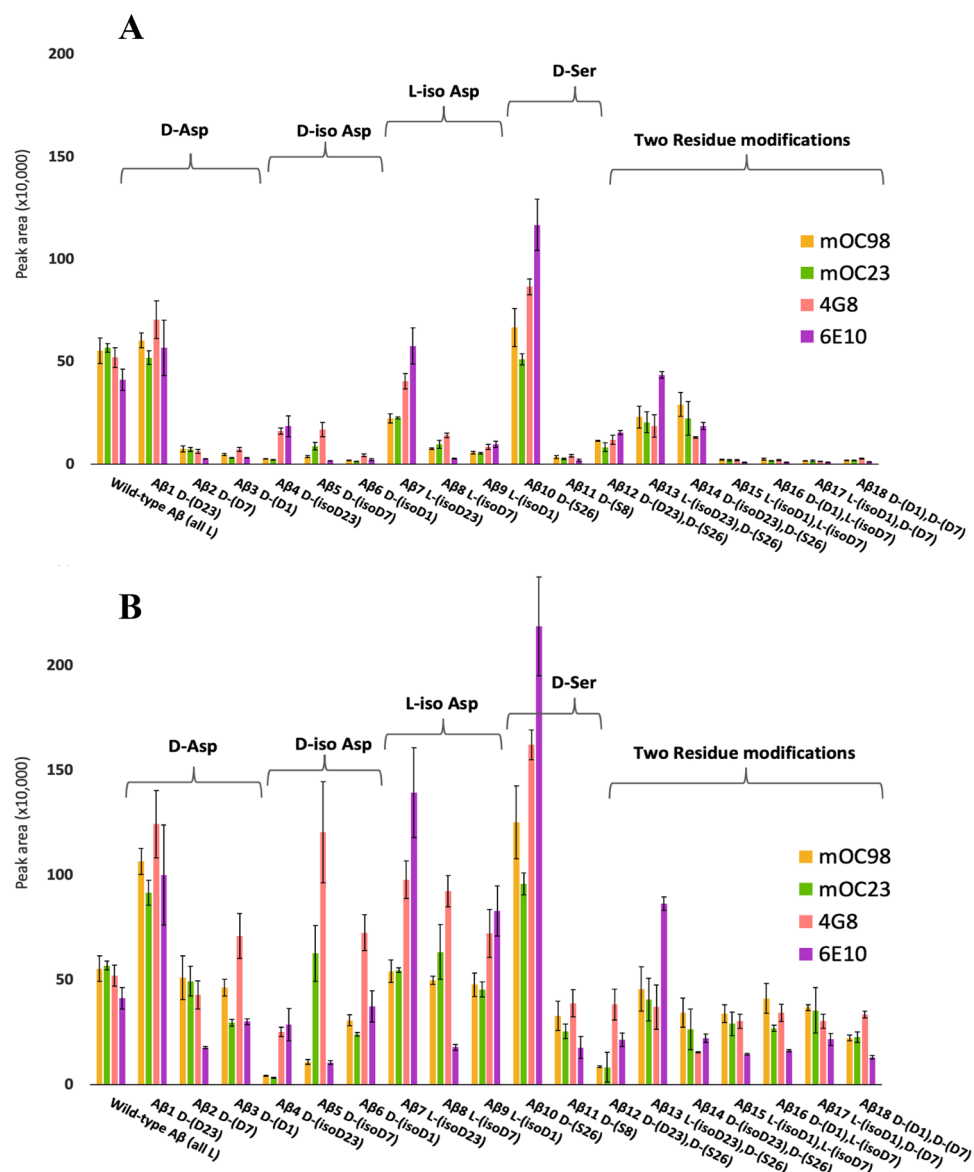 A
200
D-Ser
L-iso Asp
D-Asp
D-iso Asp
Two Residue modifications
150
Peak area (x10,000)
mOC98
100
mOC23
4G8
6E10
50
0
Wild-type Aβ (all L)
Aβ1 D-(D23)
Aβ2 D-(D7)
Aβ3 D-(D1)
Aβ4 D-(isoD23)
Aβ5 D-(isoD7)
Aβ6 D-(isoD1)
Aβ7 L-(isoD23)
Aβ8 L-(isoD7)
Aβ9 L-(isoD1)
Aβ10 D-(S26)
Aβ11 D-(S8)
Aβ12 D-(D23),D-(S26)
Aβ13 L-(isoD23),D-(S26)
Aβ14 D-(isoD23),D-(S26)
Aβ15 L-(isoD1),L-(isoD7)
Aβ16 D-(D1),L-(isoD7)
Aβ17 L-(isoD1),D-(D7)
Aβ18 D-(D1),D-(D7)
B
200
D-Ser
L-iso Asp
D-Asp
D-iso Asp
Two Residue modifications
150
Peak area (x10,000)
mOC98
100
mOC23
4G8
6E10
50
0
Wild-type Aβ (all L)
Aβ1 D-(D23)
Aβ2 D-(D7)
Aβ3 D-(D1)
Aβ4 D-(isoD23)
Aβ5 D-(isoD7)
Aβ6 D-(isoD1)
Aβ7 L-(isoD23)
Aβ8 L-(isoD7)
Aβ9 L-(isoD1)
Aβ10 D-(S26)
Aβ11 D-(S8)
Aβ12 D-(D23),D-(S26)
Aβ13 L-(isoD23),D-(S26)
Aβ14 D-(isoD23),D-(S26)
Aβ15 L-(isoD1),L-(isoD7)
Aβ16 D-(D1),L-(isoD7)
Aβ17 L-(isoD1),D-(D7)
Aβ18 D-(D1),D-(D7)